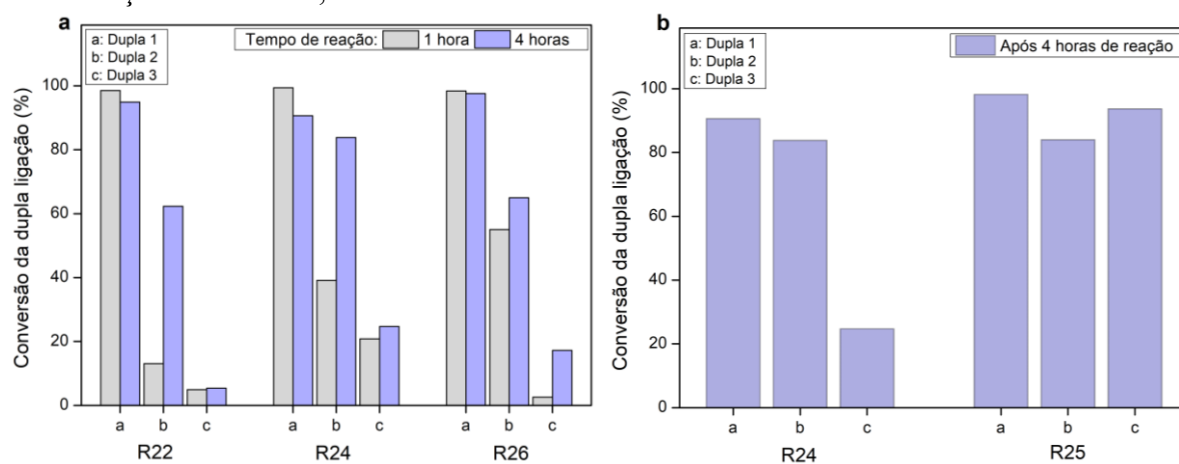 a
a: Dupla 1
b: Dupla 2
c: Dupla 3
Tempo de reação: 1 hora 4 horas
Conversão da dupla ligação (%)
100
80
60
40
20
0
a b c a b c a b c
R22 R24 R26
b
a: Dupla 1
b: Dupla 2
c: Dupla 3
Após 4 horas de reação
Conversão da dupla ligação (%)
100
80
60
40
20
0
a b c a b c
R24 R25